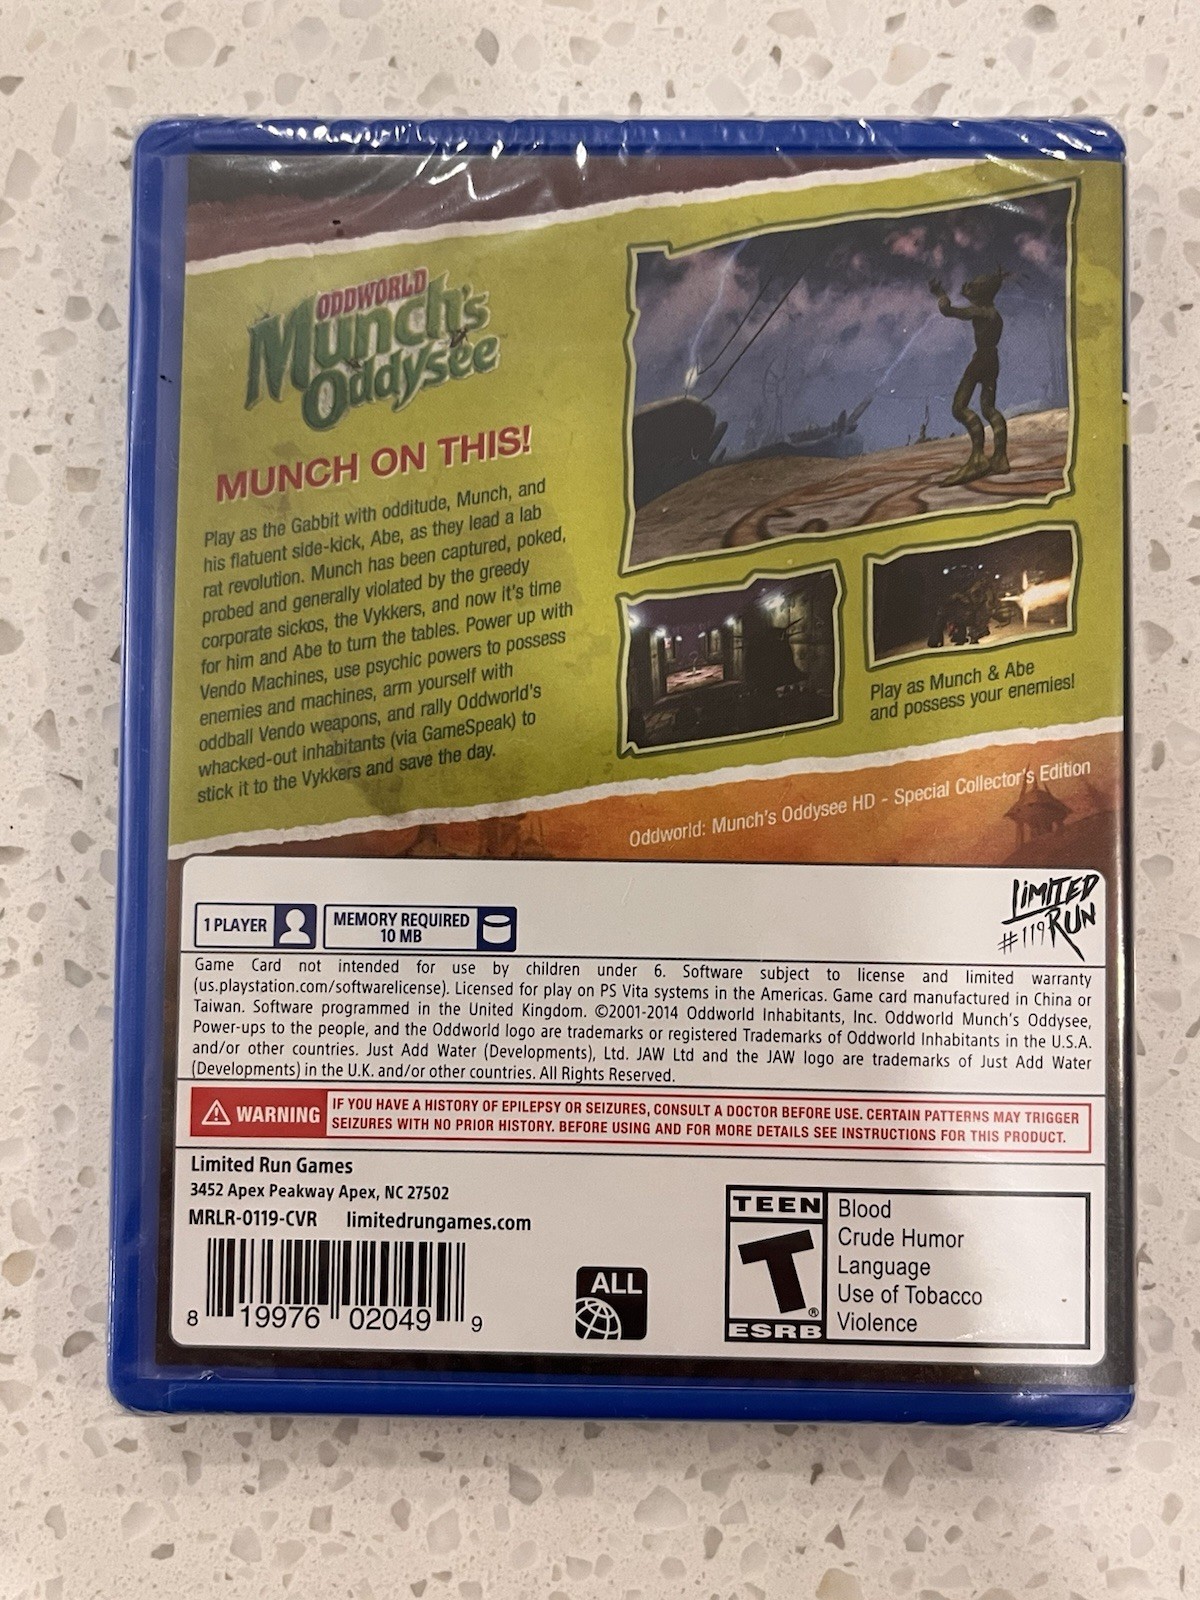 ODDWORLD
Munch's
Oddysee
MUNCH ON THIS!
Play as the Gabbit with odditude, Munch, and
his flatuent side-kick, Abe, as they lead a lab
rat revolution. Munch has been captured, poked,
probed and generally violated by the greedy
corporate sickos, the Vykkers, and now it's time
for him and Abe to turn the tables. Power up with
Vendo Machines, use psychic powers to possess
enemies and machines, arm yourself with
oddball Vendo weapons, and rally Oddworld's
whacked-out inhabitants (via GameSpeak) to
stick it to the Vykkers and save the day.
Play as Munch & Abe
and possess your enemies!
Oddworld: Munch's Oddysee HD - Special Collector's Edition
LiMITED
RUN
#119
1 PLAYER
MEMORY REQUIRED
10 MB
Game Card not intended for use by children under 6. Software subject to license and limited warranty
(us.playstation.com/softwarelicense). Licensed for play on PS Vita systems in the Americas. Game card manufactured in China or
Taiwan. Software programmed in the United Kingdom. ©2001-2014 Oddworld Inhabitants, Inc. Oddworld Munch's Oddysee,
Power-ups to the people, and the Oddworld logo are trademarks or registered Trademarks of Oddworld Inhabitants in the U.S.A.
and/or other countries. Just Add Water (Developments), Ltd. JAW Ltd and the JAW logo are trademarks of Just Add Water
(Developments) in the U.K. and/or other countries. All Rights Reserved.
WARNING
IF YOU HAVE A HISTORY OF EPILEPSY OR SEIZURES, CONSULT A DOCTOR BEFORE USE. CERTAIN PATTERNS MAY TRIGGER
SEIZURES WITH NO PRIOR HISTORY. BEFORE USING AND FOR MORE DETAILS SEE INSTRUCTIONS FOR THIS PRODUCT.
Limited Run Games
3452 Apex Peakway Apex, NC 27502
MRLR-0119-CVR limitedrungames.com
8 19976 02049 9
ALL
TEEN
T®
ESRB
Blood
Crude Humor
Language
Use of Tobacco
Violence